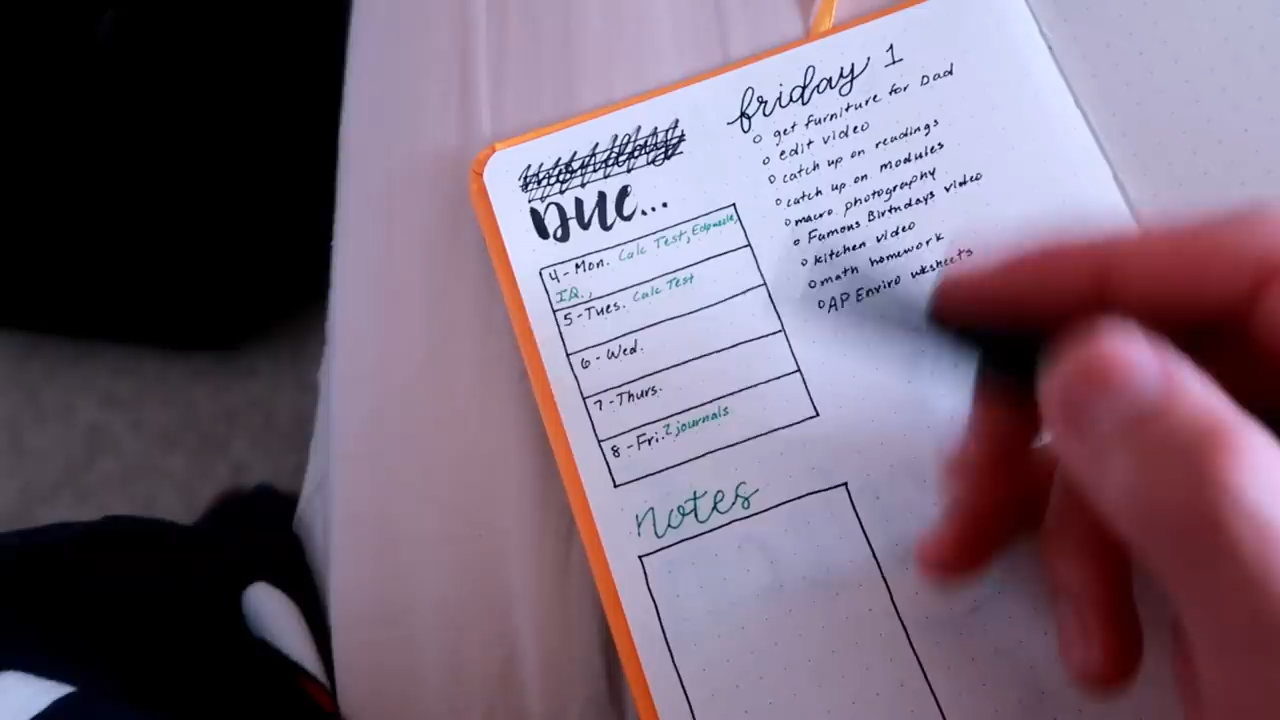 monday
DUE...
4-Mon. Calc Test, Edpuzzle,
I.Q.,
5-Tues. Calc Test
6-Wed.
7-Thurs.
8-Fri. 2 journals
notes
friday 1
o get furniture for Dad
o edit video
o catch up on readings
o catch up on modules
o macro photography
o Famous Birthdays video
o kitchen video
o math homework
o AP Enviro wksheets